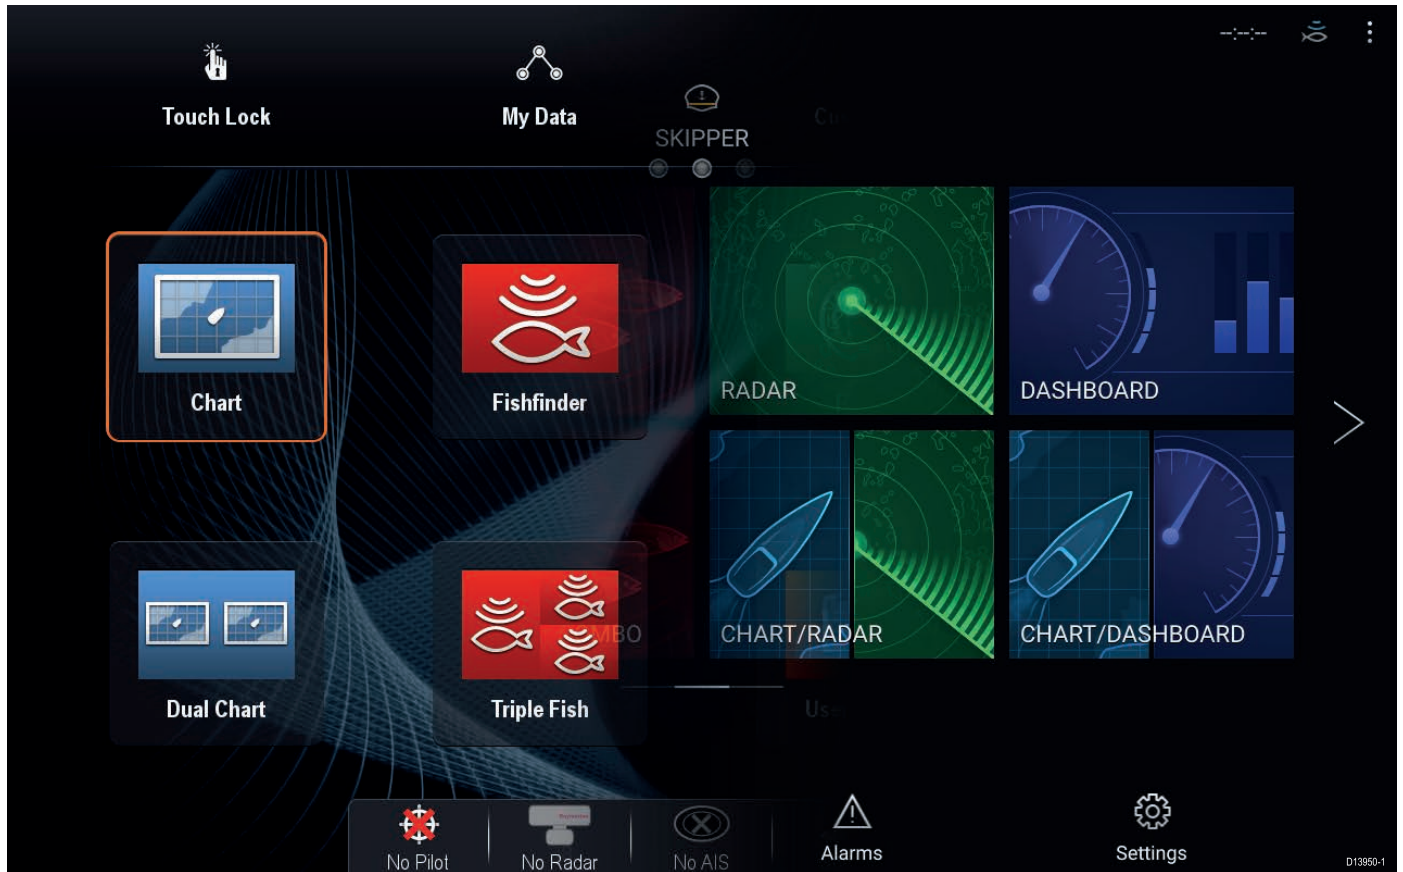 --:--:--
Touch Lock
My Data
SKIPPER
RADAR
DASHBOARD
Chart
Fishfinder
CHART/RADAR
CHART/DASHBOARD
Dual Chart
Triple Fish
No Pilot
No Radar
No AIS
Alarms
Settings
D13950-1